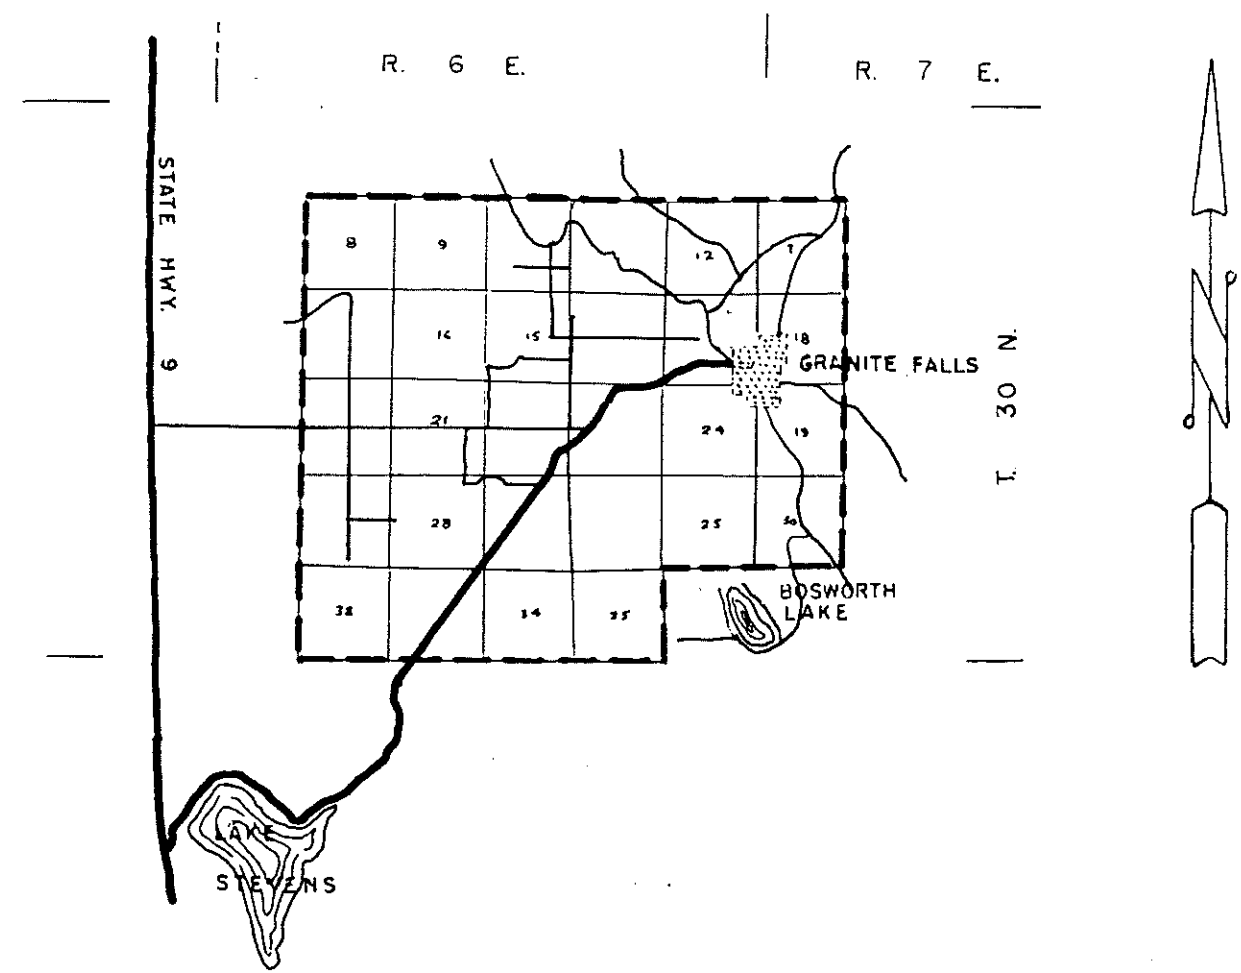 R. 6 E.
R. 7 E.
STATE HWY. 9
8
9
12
7
16
15
18
GRANITE FALLS
T. 30 N.
21
24
19
28
25
30
BOSWORTH
LAKE
32
34
35
LAKE
STEVENS
N